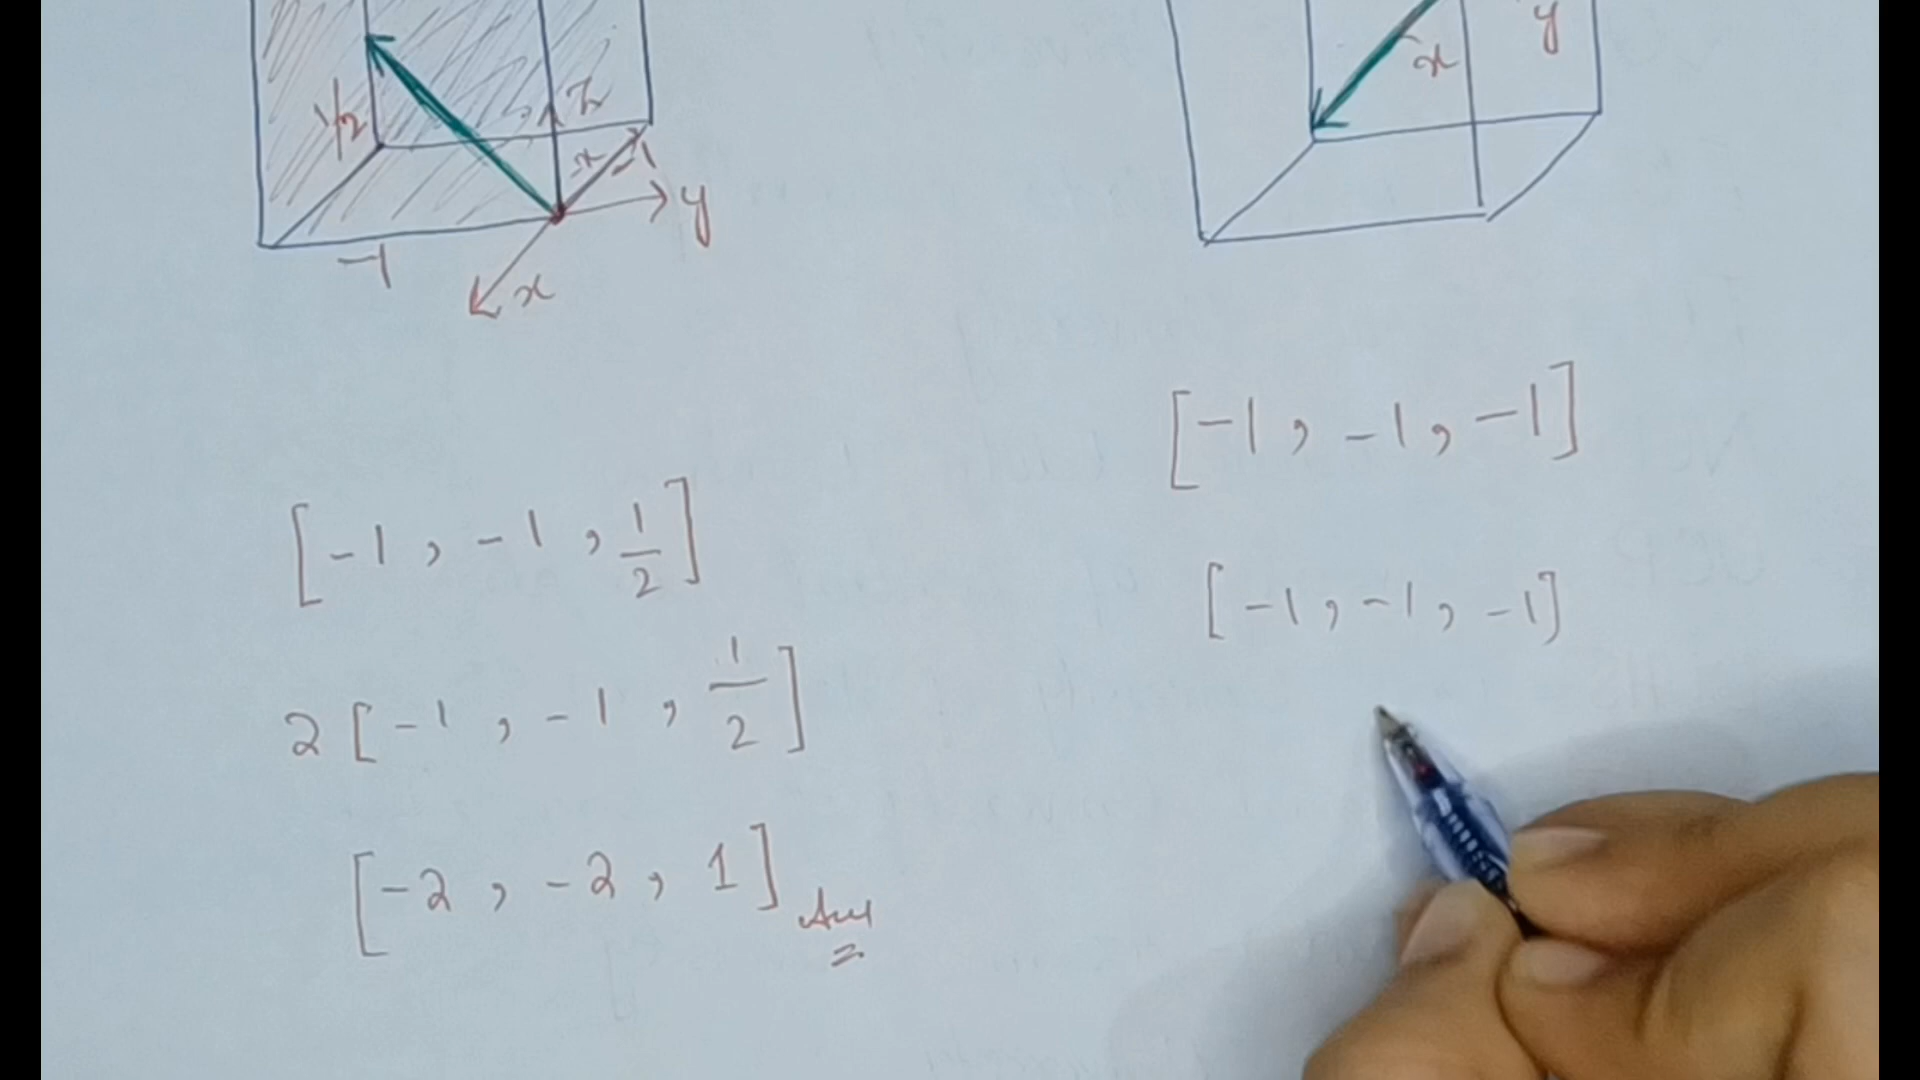 y
x
1/2
z
-x
-1
y
-1
x
[-1, -1, -1]
[-1, -1, 1/2]
[-1, -1, -1]
2[-1, -1, 1/2]
[-2, -2, 1] Ans